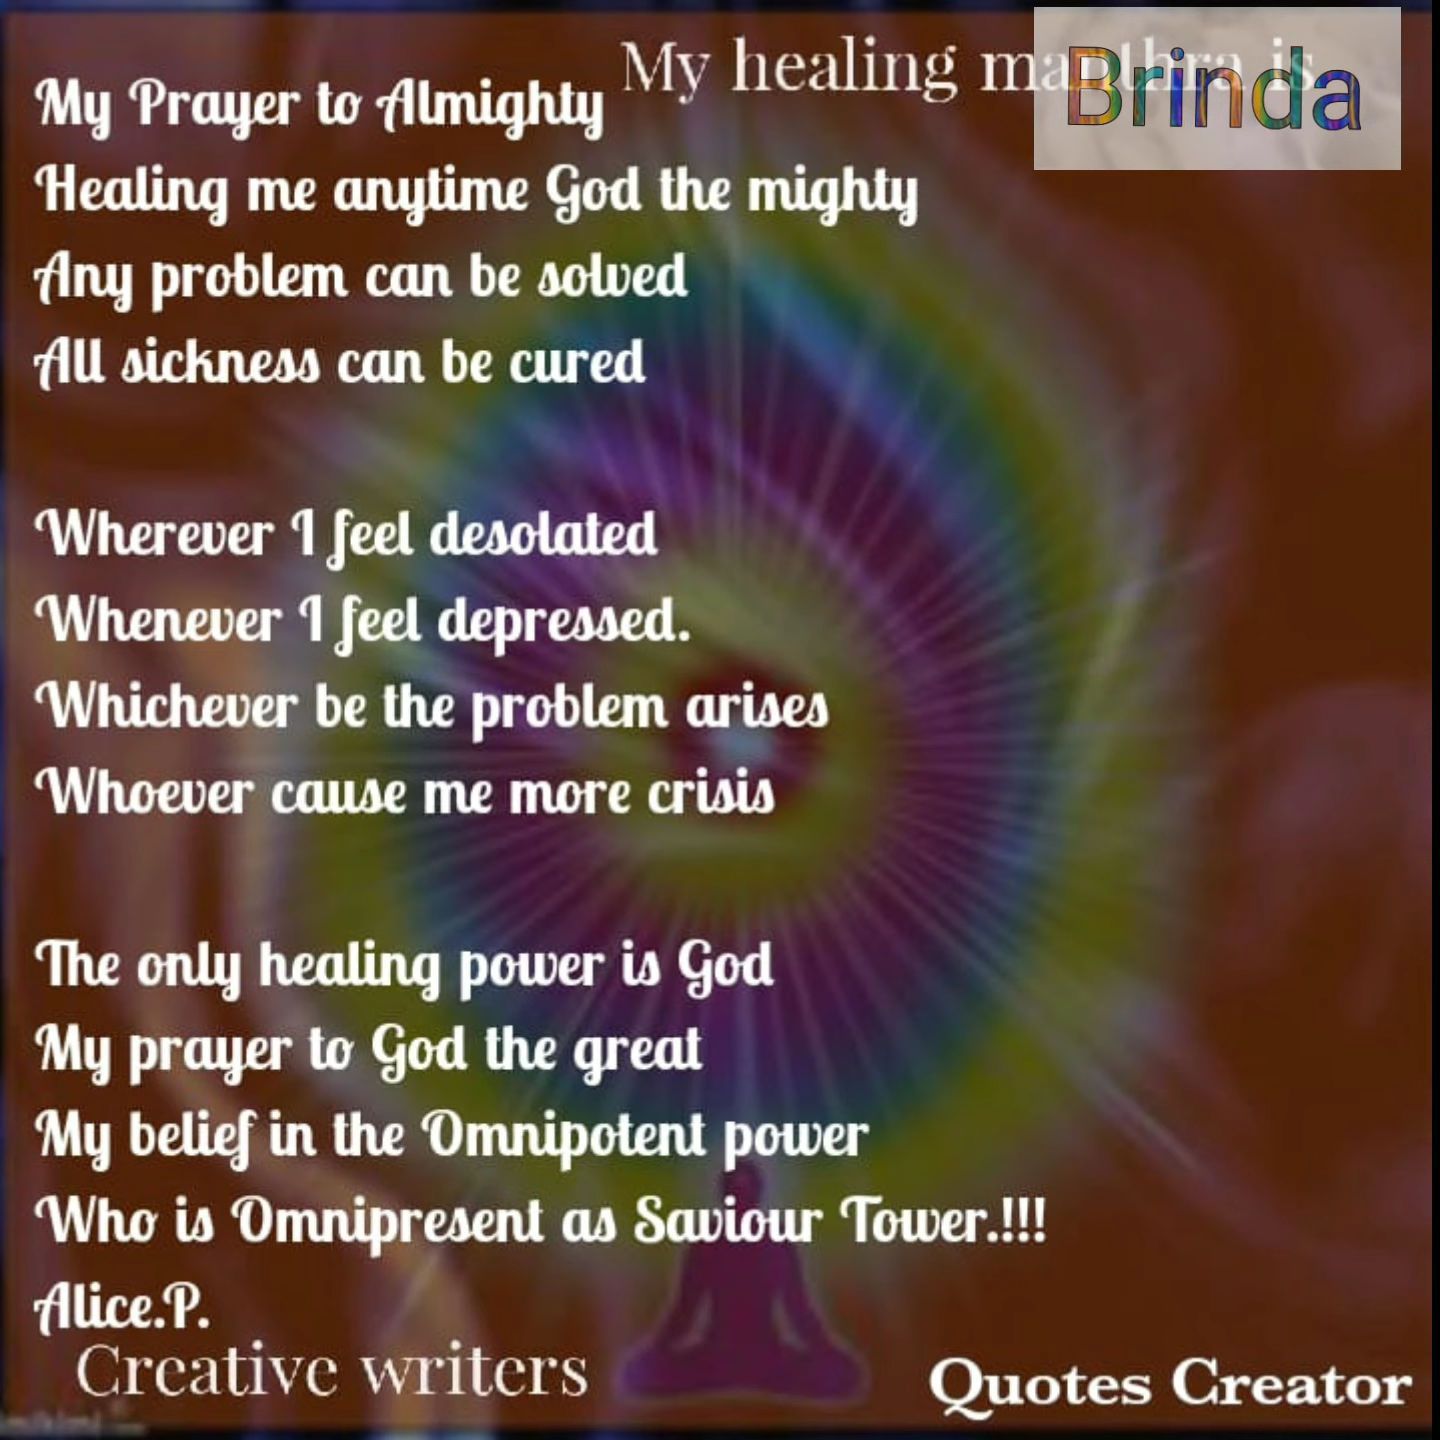 My healing manthra is
Brinda
My Prayer to Almighty
Healing me anytime God the mighty
Any problem can be solved
All sickness can be cured
Wherever I feel desolated
Whenever I feel depressed.
Whichever be the problem arises
Whoever cause me more crisis
The only healing power is God
My prayer to God the great
My belief in the Omnipotent power
Who is Omnipresent as Saviour Tower.!!!
Alice.P.
Creative writers
Quotes Creator